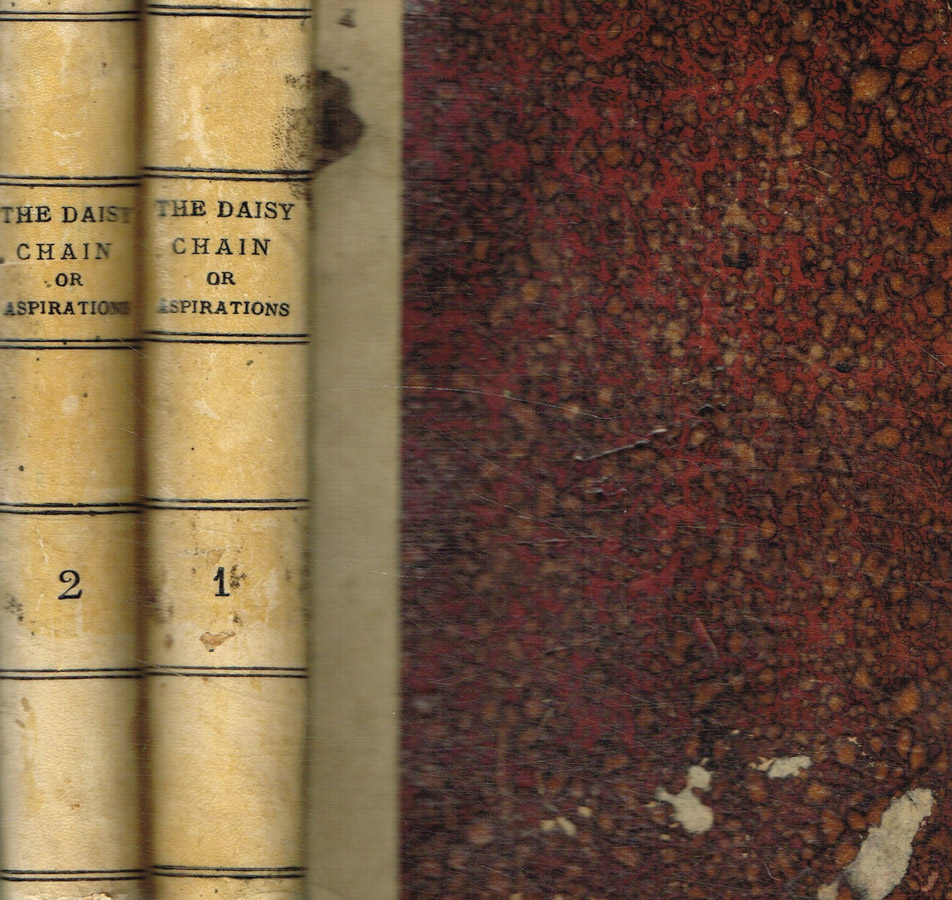 THE DAISY
CHAIN
OR
ASPIRATIONS
2
THE DAISY
CHAIN
OR
ASPIRATIONS
1